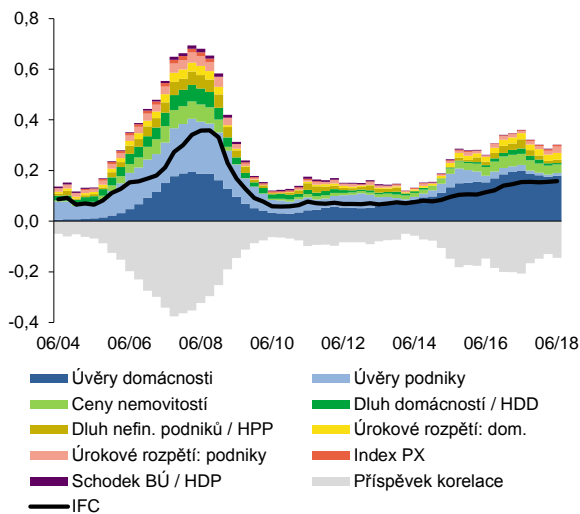 0,8
0,6
0,4
0,2
0,0
-0,2
-0,4
06/04 06/06 06/08 06/10 06/12 06/14 06/16 06/18
Úvěry domácnosti Úvěry podniky
Ceny nemovitostí Dluh domácností / HDD
Dluh nefin. podniků / HPP Úrokové rozpětí: dom.
Úrokové rozpětí: podniky Index PX
Schodek BÚ / HDP Příspěvek korelace
IFC